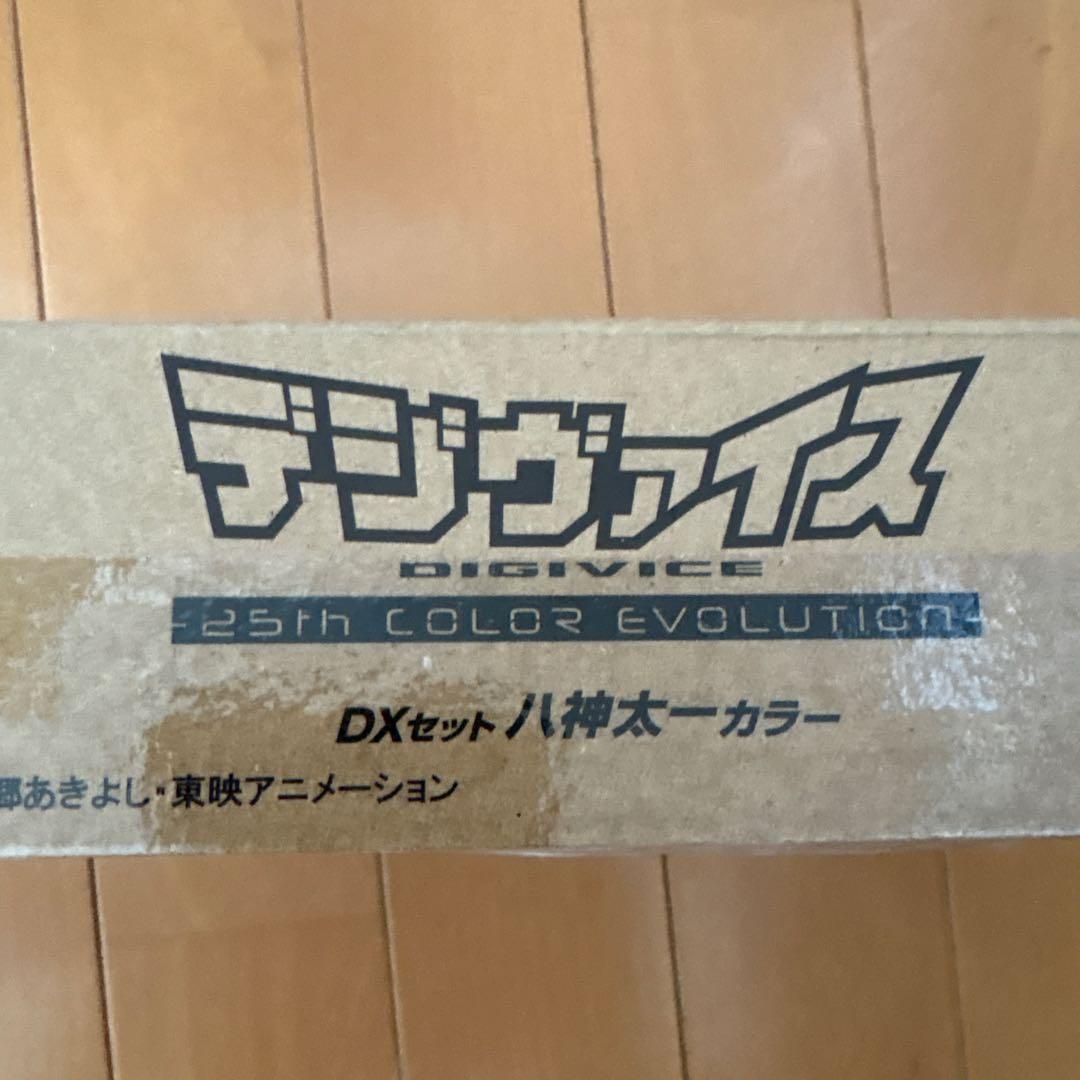 デジヴァイス
DIGIVICE
-25th COLOR EVOLUTION-
DXセット 八神太一カラー
郷あきよし・東映アニメーション